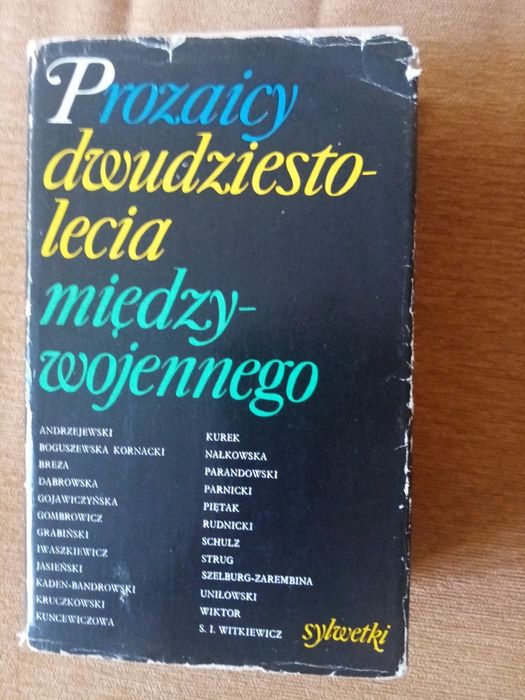 Prozaicy
dwudziesto-
lecia
między-
wojennego
ANDRZEJEWSKI
BOGUSZEWSKA KORNACKI
BREZA
DĄBROWSKA
GOJAWICZYŃSKA
GOMBROWICZ
GRABIŃSKI
IWASZKIEWICZ
JASIEŃSKI
KADEN-BANDROWSKI
KRUCZKOWSKI
KUNCEWICZOWA
KUREK
NAŁKOWSKA
PARANDOWSKI
PARNICKI
PIĘTAK
RUDNICKI
SCHULZ
STRUG
SZELBURG-ZAREMBINA
UNIŁOWSKI
WIKTOR
S. I. WITKIEWICZ
sylwetki